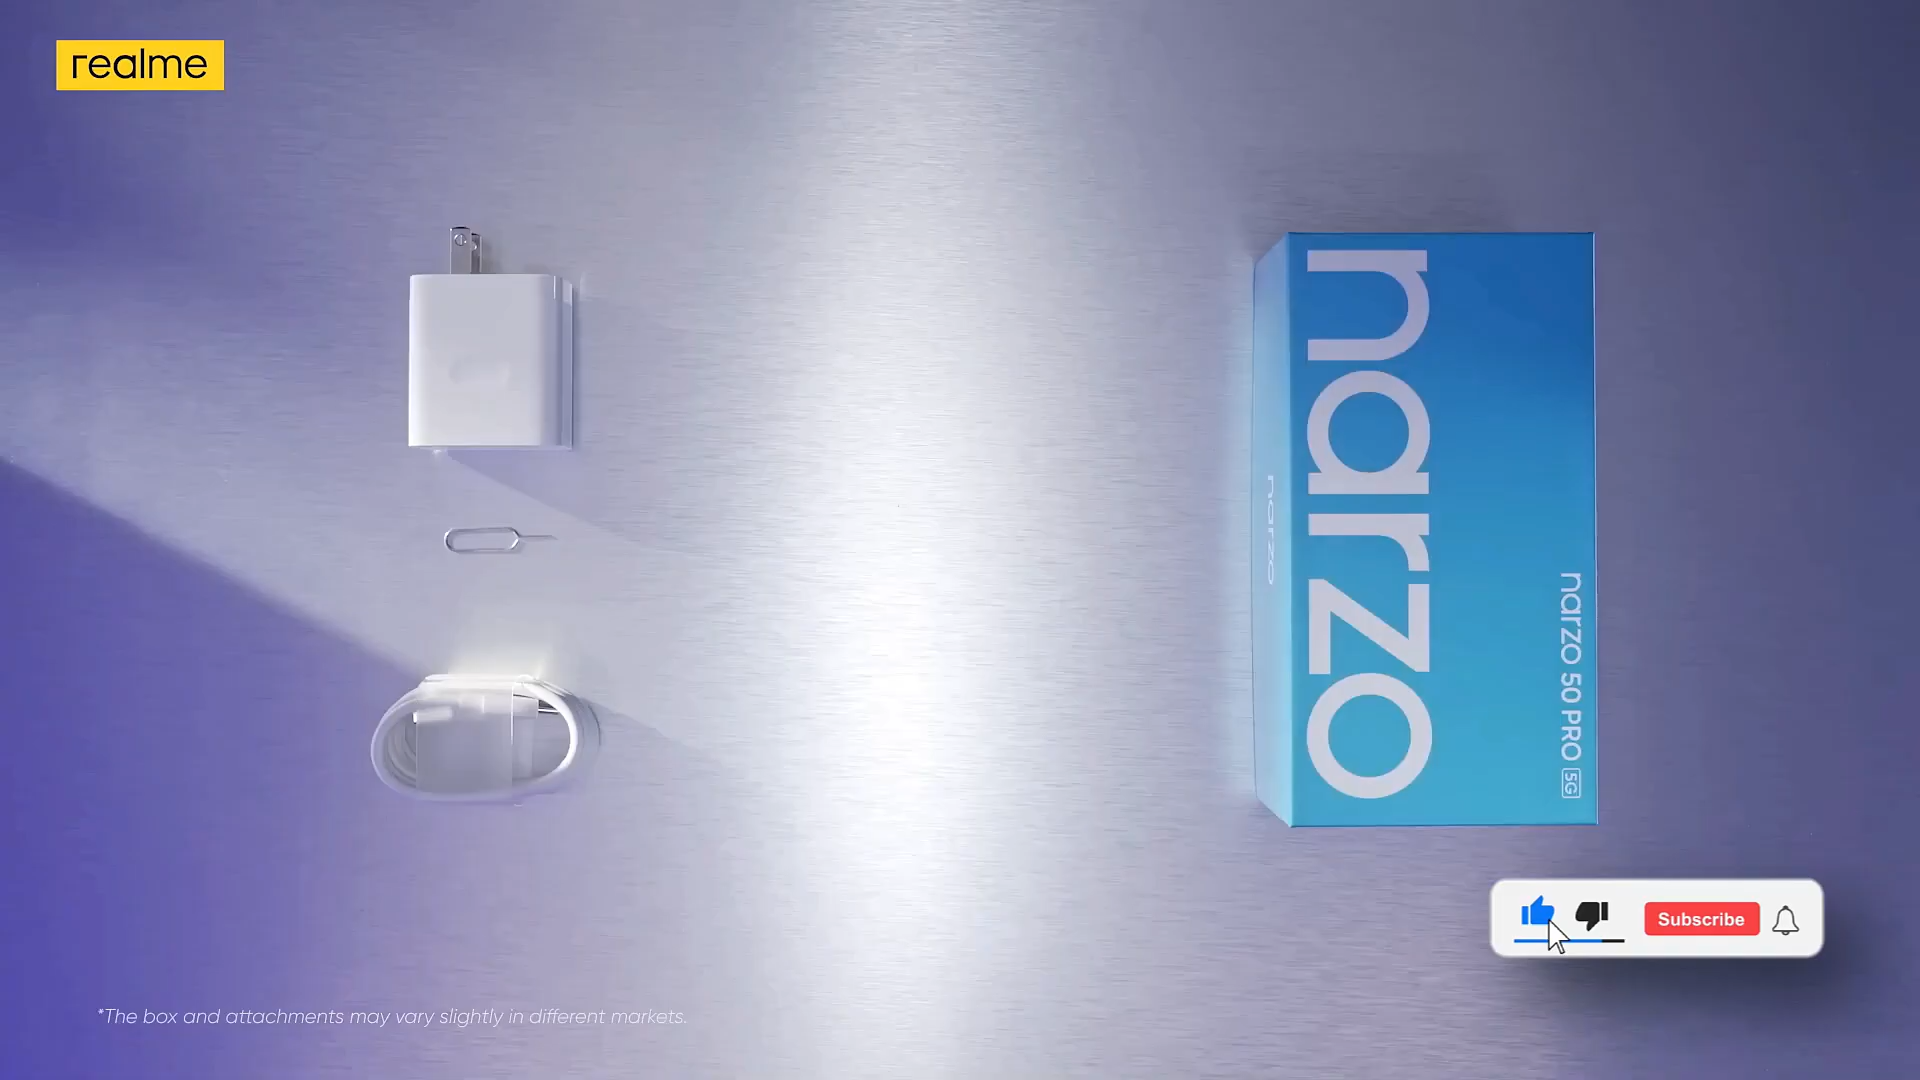 realme
narzo
narzo
narzo 50 PRO 5G
Subscribe
*The box and attachments may vary slightly in different markets.